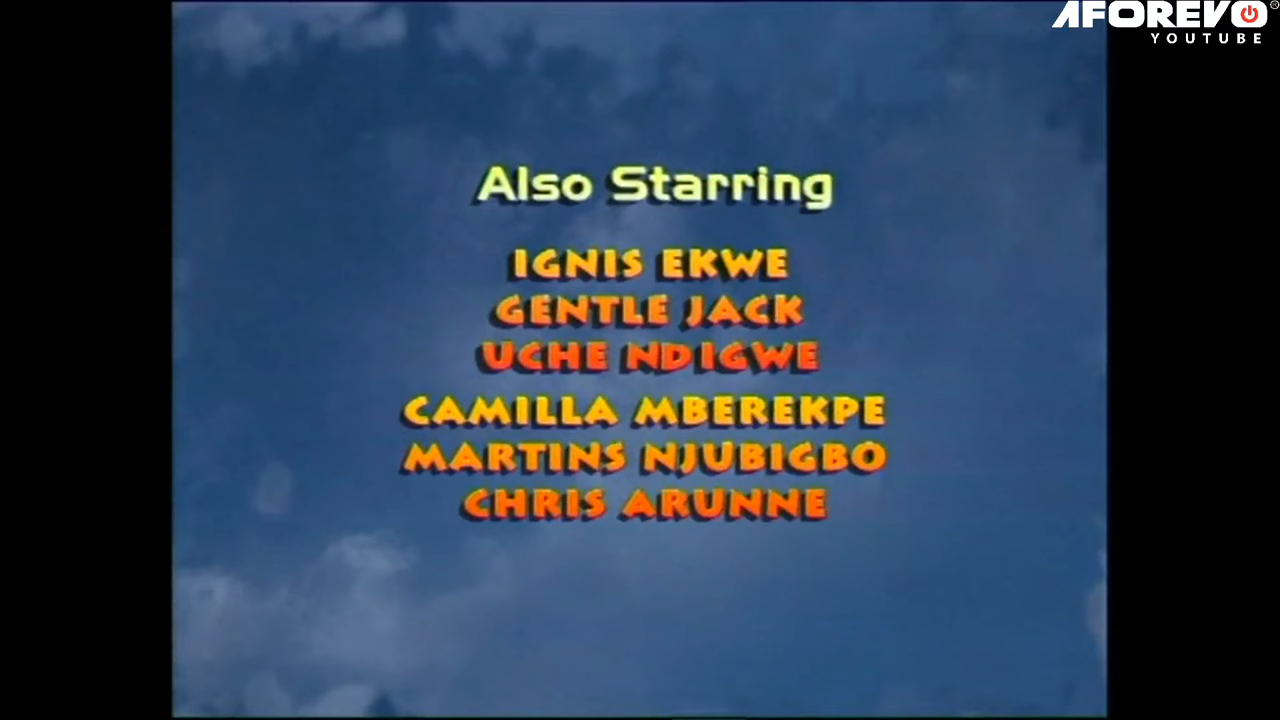 AFOREVO
YOUTUBE
Also Starring
IGNIS EKWE
GENTLE JACK
UCHE NDIGWE
CAMILLA MBEREKPE
MARTINS NJUBIGBO
CHRIS ARUNNE